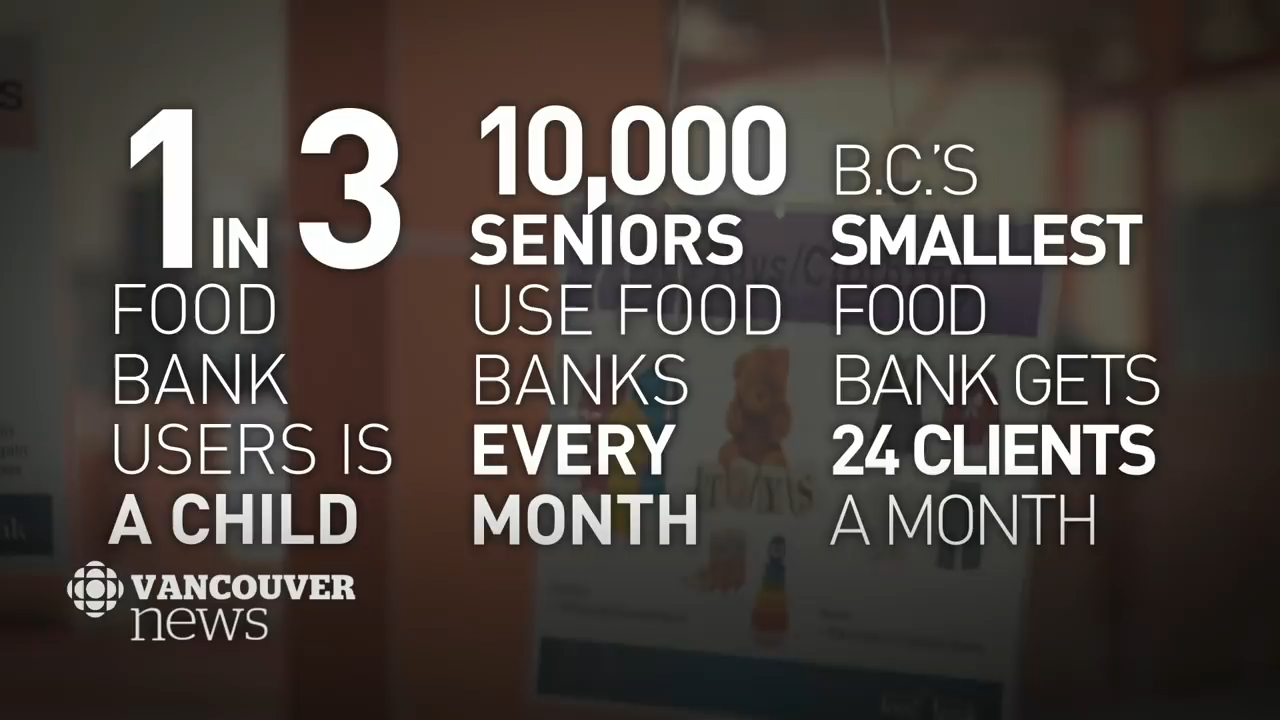 1 IN 3
FOOD
BANK
USERS IS
A CHILD
10,000
SENIORS
USE FOOD
BANKS
EVERY
MONTH
B.C.'S
SMALLEST
FOOD
BANK GETS
24 CLIENTS
A MONTH
VANCOUVER
news